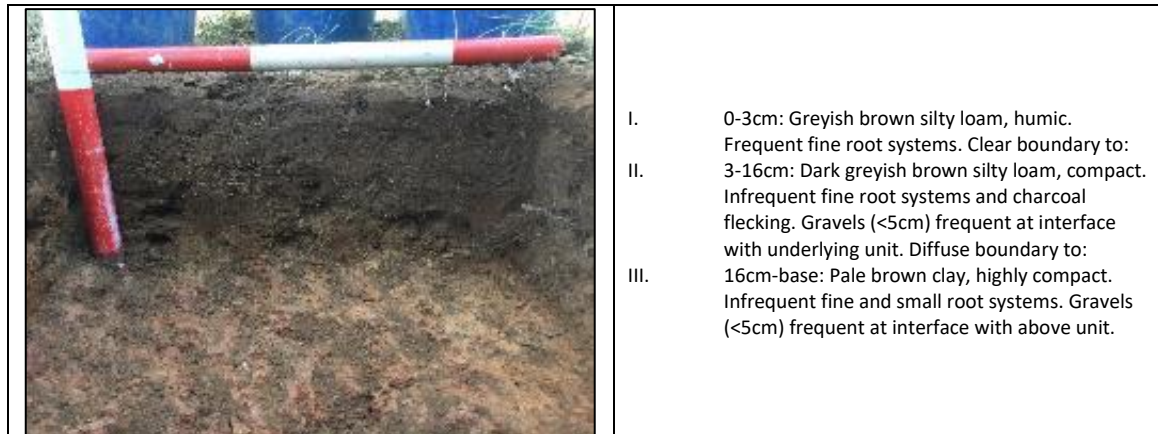 I. 0-3cm: Greyish brown silty loam, humic.
Frequent fine root systems. Clear boundary to:
II. 3-16cm: Dark greyish brown silty loam, compact.
Infrequent fine root systems and charcoal
flecking. Gravels (<5cm) frequent at interface
with underlying unit. Diffuse boundary to:
III. 16cm-base: Pale brown clay, highly compact.
Infrequent fine and small root systems. Gravels
(<5cm) frequent at interface with above unit.